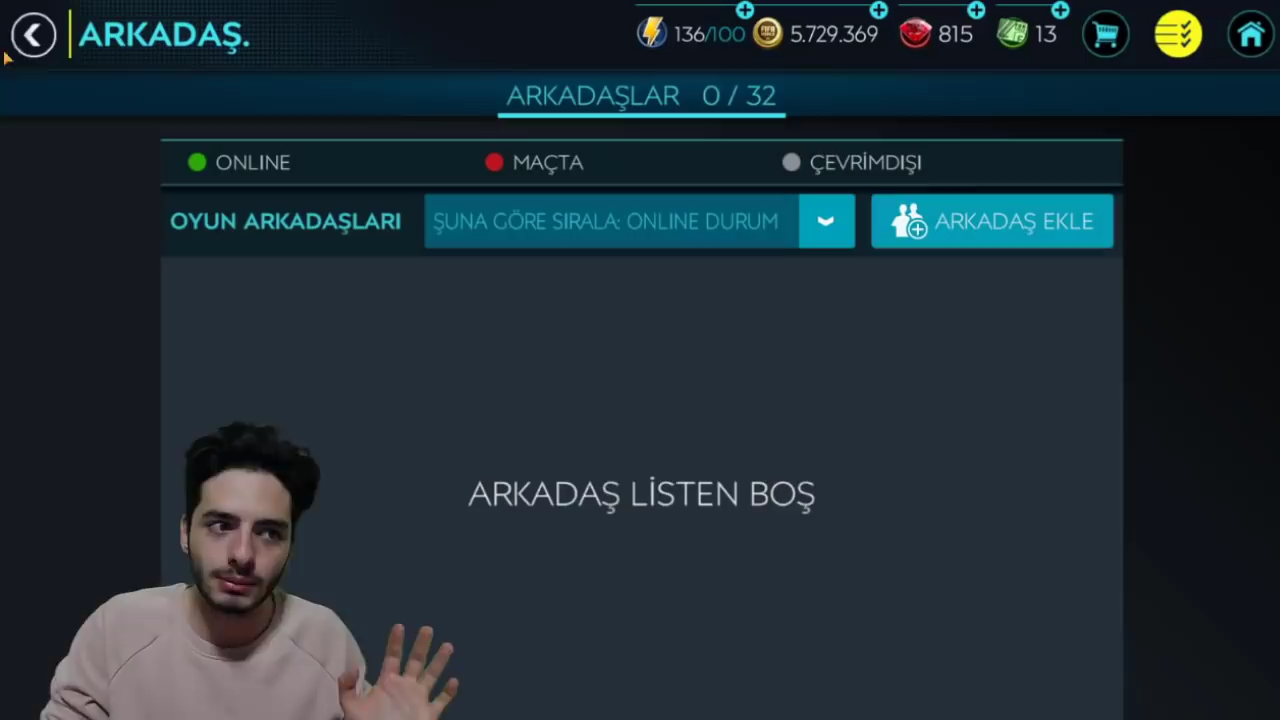 ARKADAŞ.
136/100
5.729.369
815
13
ARKADAŞLAR 0 / 32
ONLINE
MAÇTA
ÇEVRİMDIŞI
OYUN ARKADAŞLARI
ŞUNA GÖRE SIRALA: ONLINE DURUM
ARKADAŞ EKLE
ARKADAŞ LİSTEN BOŞ